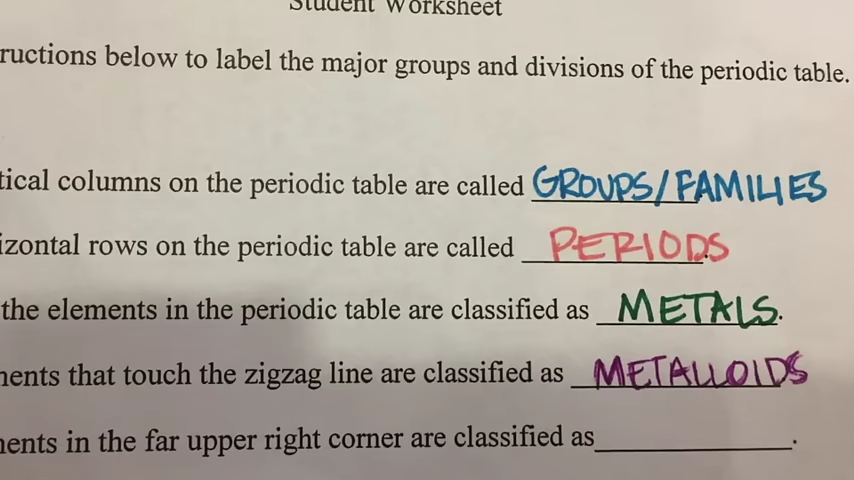 Student Worksheet
ructions below to label the major groups and divisions of the periodic table.
tical columns on the periodic table are called GROUPS/FAMILIES
izontal rows on the periodic table are called PERIODS.
the elements in the periodic table are classified as METALS.
nents that touch the zigzag line are classified as METALLOIDS
nents in the far upper right corner are classified as__________.